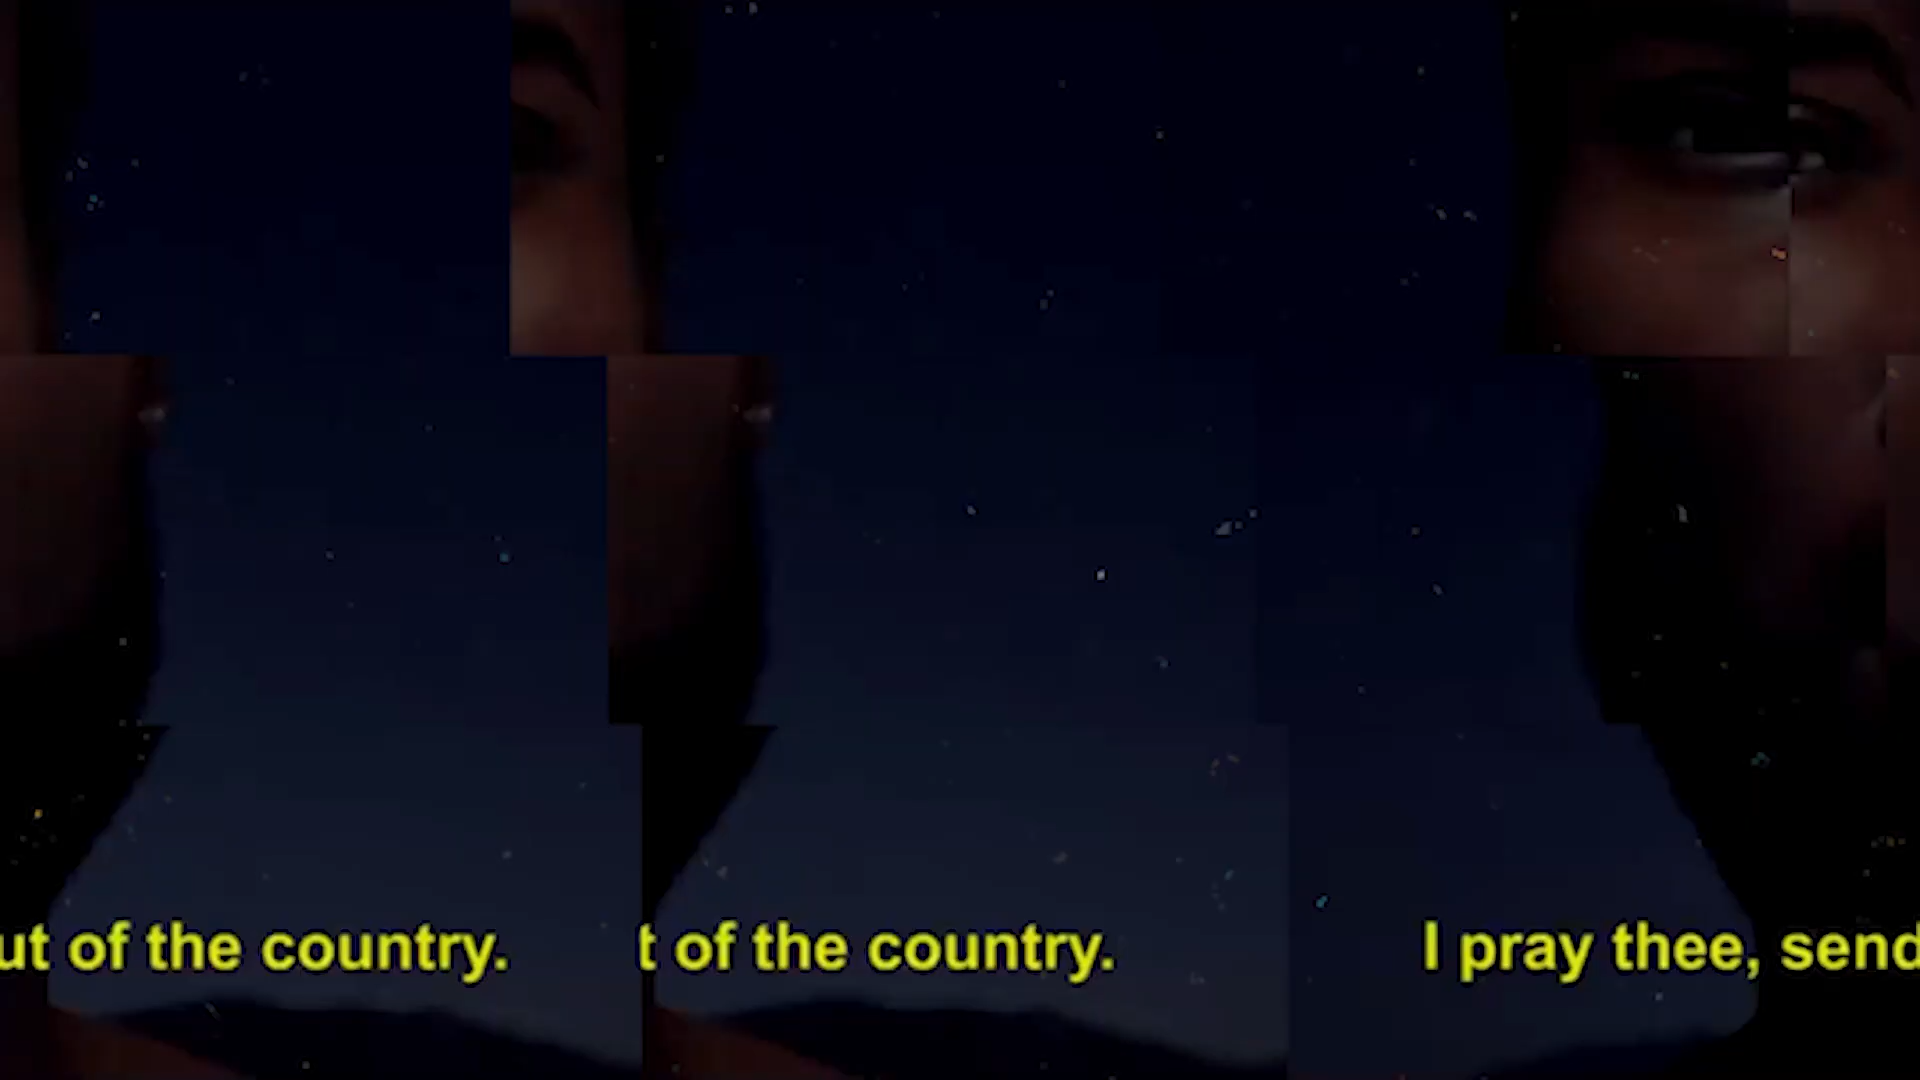 ut of the country. t of the country. I pray thee, send